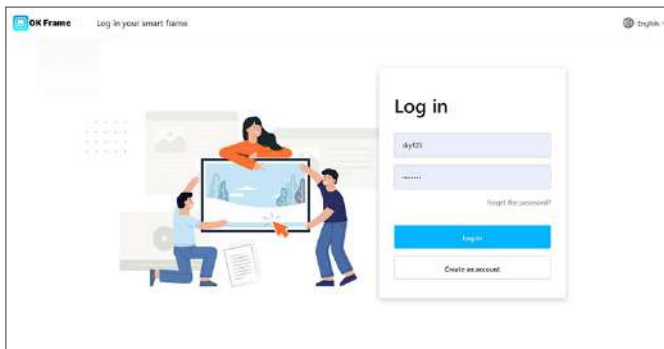 OK Frame
Log in your smart frame
English
Log in
sky123
Forget the password?
Log in
Create an account